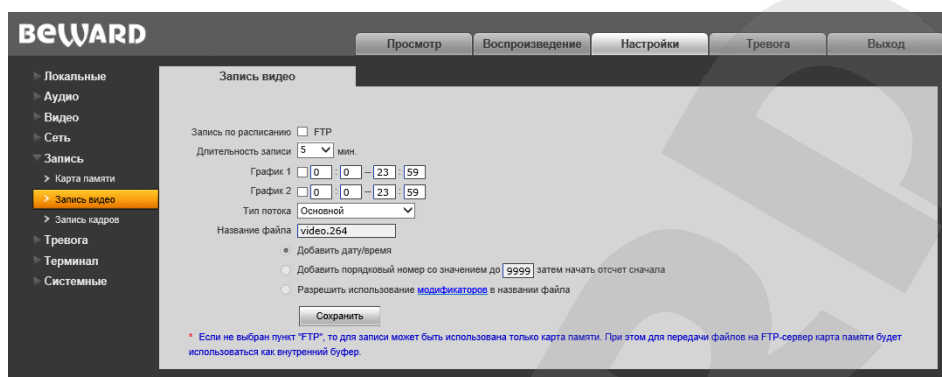 BEWARD
Просмотр
Воспроизведение
Настройки
Тревога
Выход
Локальные
Аудио
Видео
Сеть
Запись
Карта памяти
Запись видео
Запись кадров
Тревога
Терминал
Системные
Запись видео
Запись по расписанию FTP
Длительность записи 5 мин.
График 1 0 : 0 – 23 : 59
График 2 0 : 0 – 23 : 59
Тип потока Основной
Название файла video.264
Добавить дату/время
Добавить порядковый номер со значением до 9999 затем начать отсчет сначала
Разрешить использование модификаторов в названии файла
Сохранить
* Если не выбран пункт "FTP", то для записи может быть использована только карта памяти. При этом для передачи файлов на FTP-сервер карта памяти будет
использоваться как внутренний буфер.